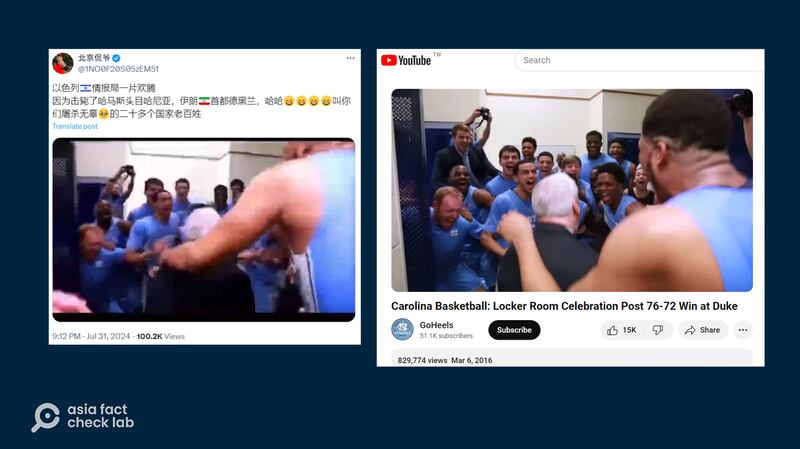 北京侃爷
@1NO0F20S05zEM51
以色列🇮🇱情报局一片欢腾
因为击毙了哈马斯头目哈尼亚，伊朗🇮🇷首都德黑兰，哈哈😄😄😄😄叫你
们屠杀无辜🥺的二十多个国家老百姓
Translate post
9:12 PM · Jul 31, 2024 · 100.2K Views
YouTube TW
Search
Carolina Basketball: Locker Room Celebration Post 76-72 Win at Duke
GoHeels
51.1K subscribers
Subscribe
15K
Share
829,774 views Mar 6, 2016
asia fact
check lab